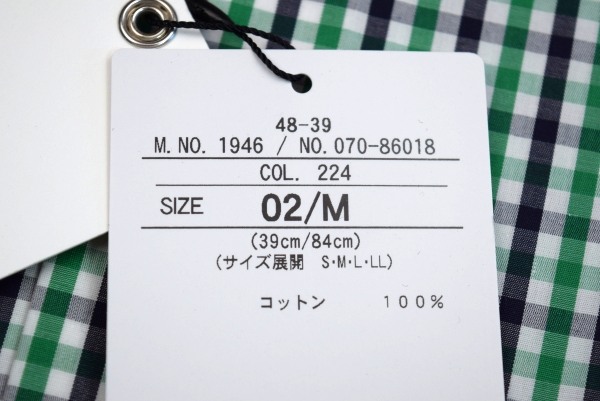 48-39
M.NO. 1946 / NO.070-86018
COL. 224
SIZE 02/M
(39cm/84cm)
(サイズ展開 S・M・L・LL)
コットン 100%